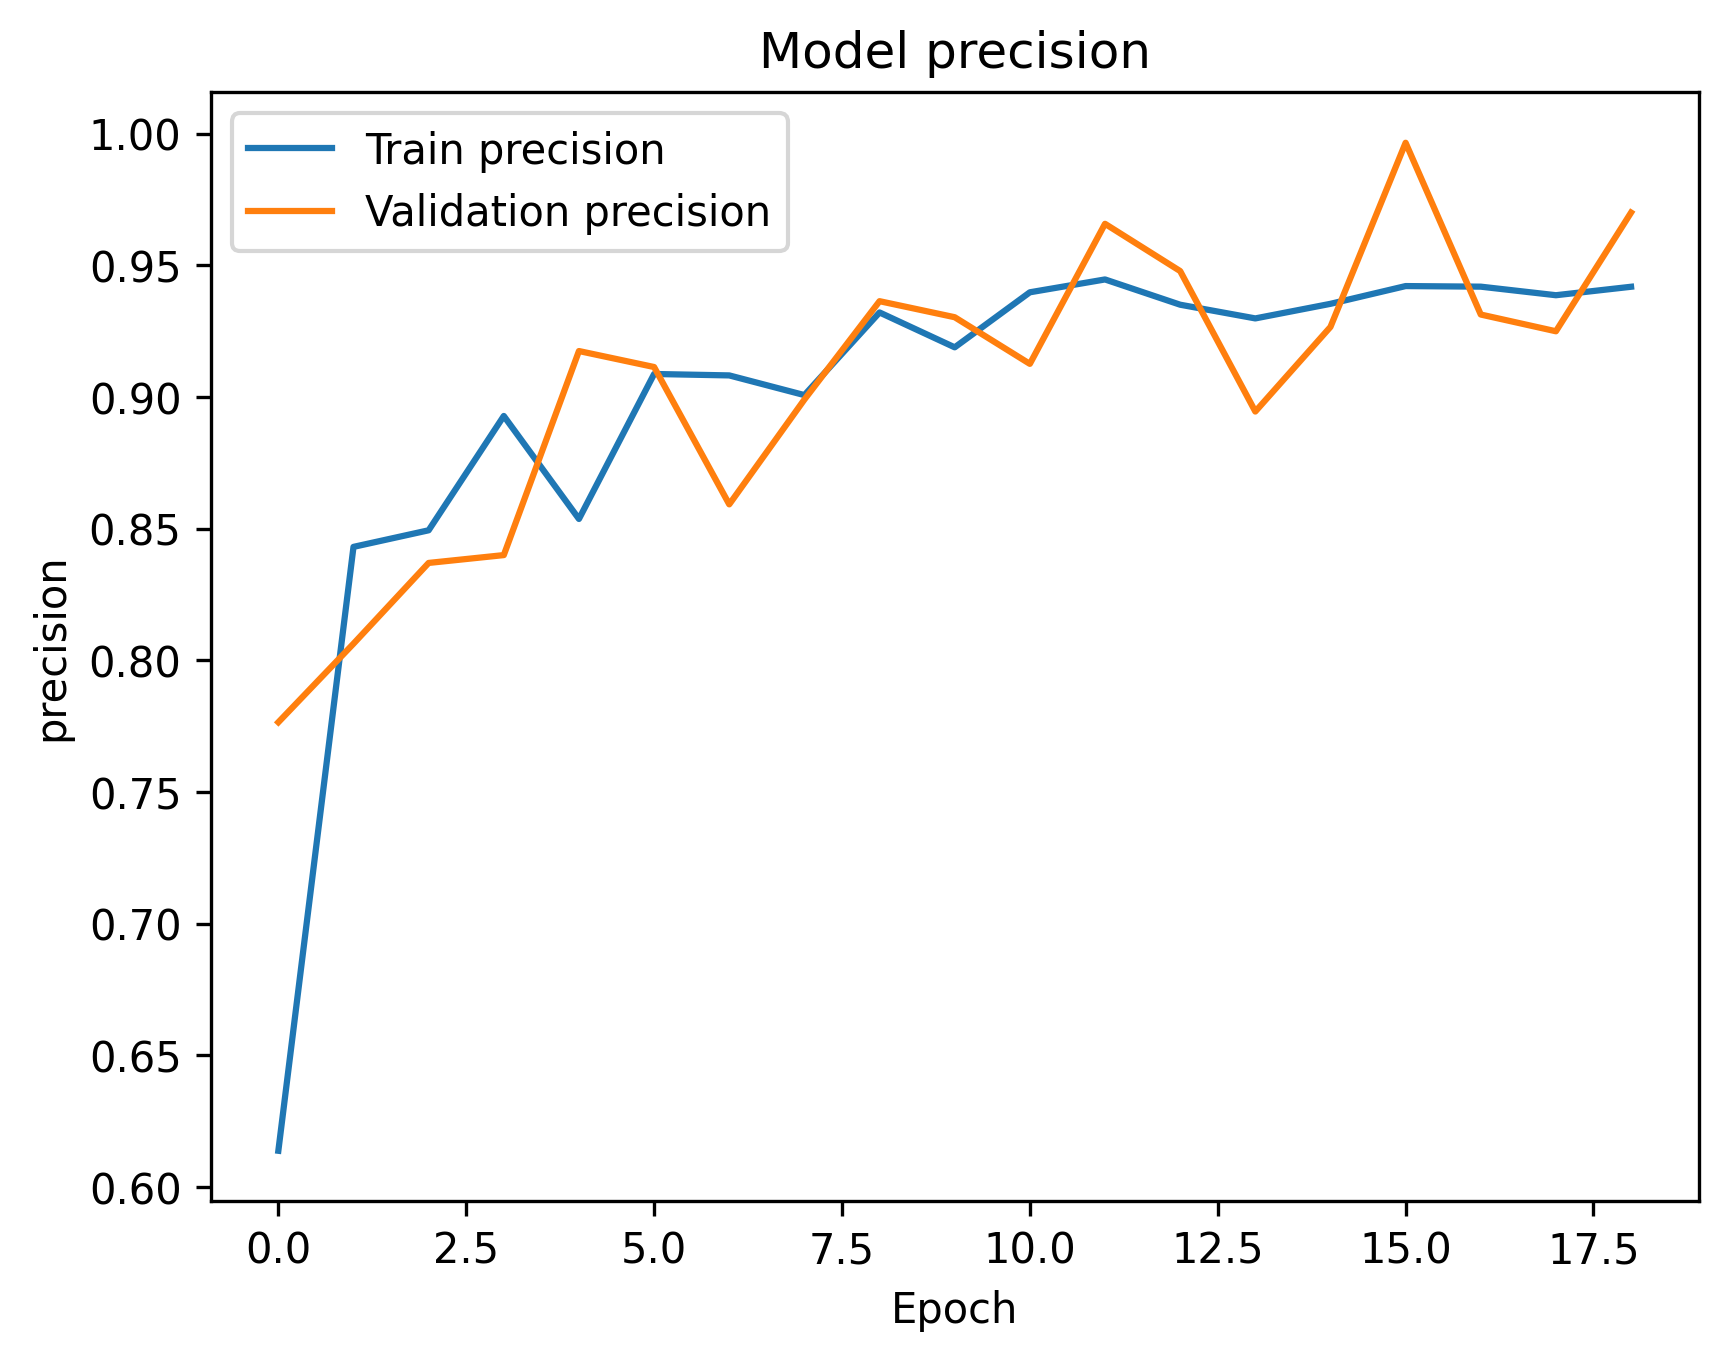 Model precision
Train precision
Validation precision
1.00
0.95
0.90
0.85
0.80
0.75
0.70
0.65
0.60
precision
0.0 2.5 5.0 7.5 10.0 12.5 15.0 17.5
Epoch